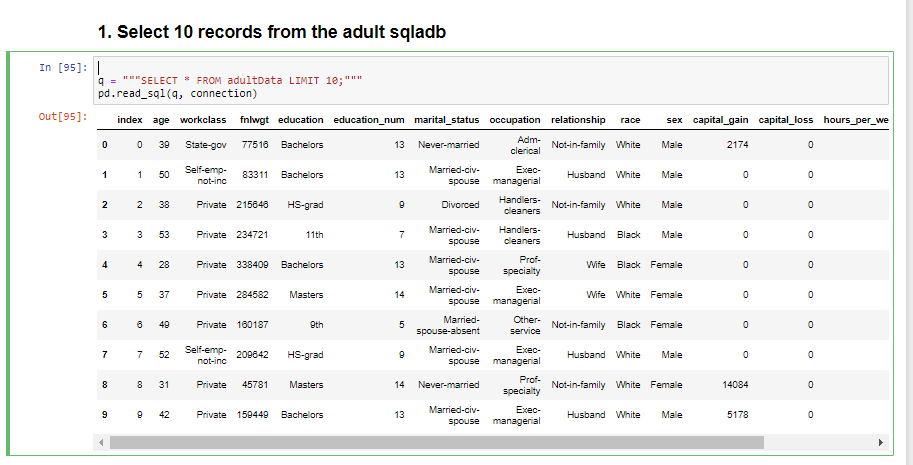 1. Select 10 records from the adult sqladb
In [95]:
q = """SELECT * FROM adultData LIMIT 10;"""
pd.read_sql(q, connection)
Out[95]:
index age workclass fnlwgt education education_num marital_status occupation relationship race sex capital_gain capital_loss hours_per_we
0 0 39 State-gov 77516 Bachelors 13 Never-married Adm-clerical Not-in-family White Male 2174 0
1 1 50 Self-emp-not-inc 83311 Bachelors 13 Married-civ-spouse Exec-managerial Husband White Male 0 0
2 2 38 Private 215646 HS-grad 9 Divorced Handlers-cleaners Not-in-family White Male 0 0
3 3 53 Private 234721 11th 7 Married-civ-spouse Handlers-cleaners Husband Black Male 0 0
4 4 28 Private 338409 Bachelors 13 Married-civ-spouse Prof-specialty Wife Black Female 0 0
5 5 37 Private 284582 Masters 14 Married-civ-spouse Exec-managerial Wife White Female 0 0
6 6 49 Private 160187 9th 5 Married-spouse-absent Other-service Not-in-family Black Female 0 0
7 7 52 Self-emp-not-inc 209642 HS-grad 9 Married-civ-spouse Exec-managerial Husband White Male 0 0
8 8 31 Private 45781 Masters 14 Never-married Prof-specialty Not-in-family White Female 14084 0
9 9 42 Private 159449 Bachelors 13 Married-civ-spouse Exec-managerial Husband White Male 5178 0